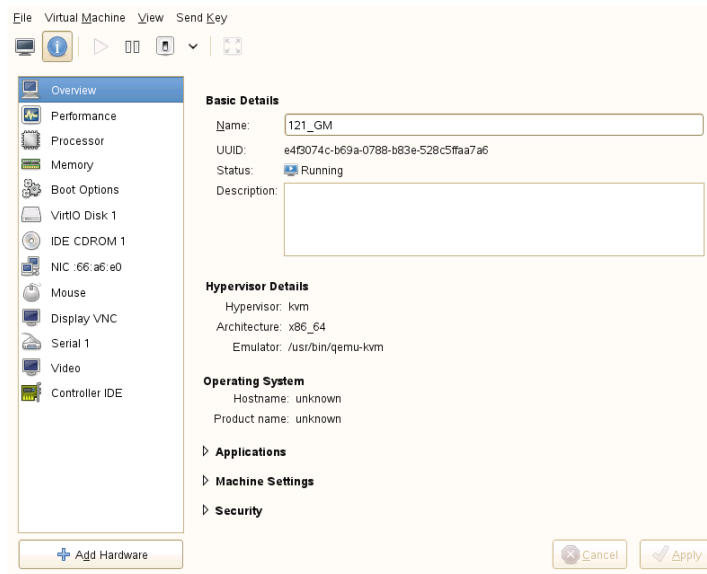 File Virtual Machine View Send Key
Overview
Performance
Processor
Memory
Boot Options
VirtIO Disk 1
IDE CDROM 1
NIC :66:a6:e0
Mouse
Display VNC
Serial 1
Video
Controller IDE
Add Hardware
Basic Details
Name: 121_GM
UUID: e4f3074c-b69a-0788-b83e-528c5ffaa7a6
Status: Running
Description:
Hypervisor Details
Hypervisor: kvm
Architecture: x86_64
Emulator: /usr/bin/qemu-kvm
Operating System
Hostname: unknown
Product name: unknown
Applications
Machine Settings
Security
Cancel Apply